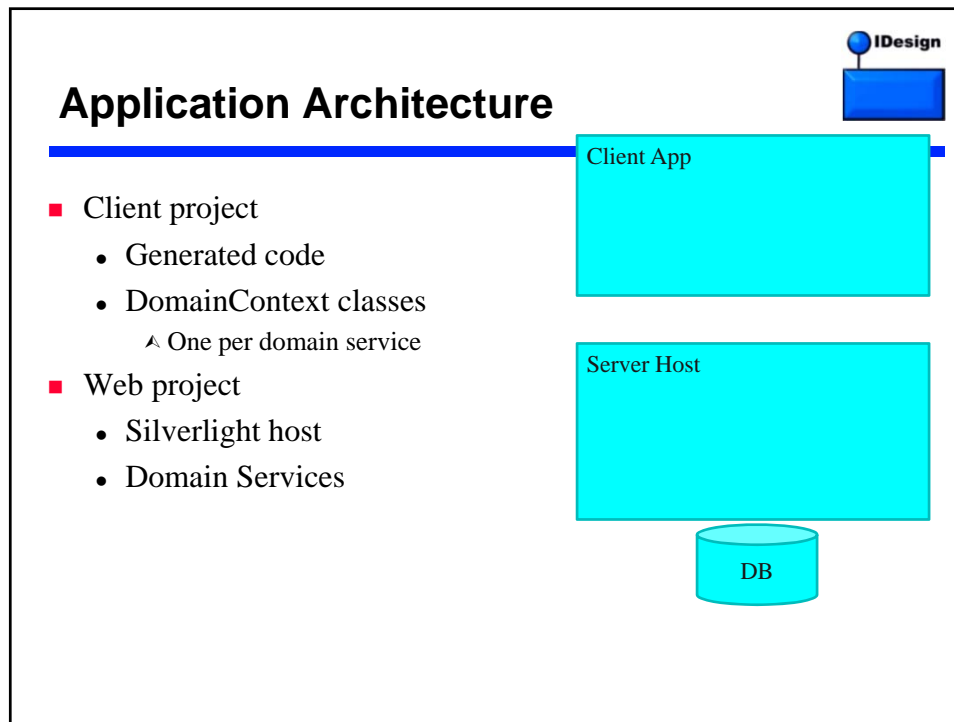 IDesign
Application Architecture
Client project
Generated code
DomainContext classes
One per domain service
Web project
Silverlight host
Domain Services
Client App
Server Host
DB